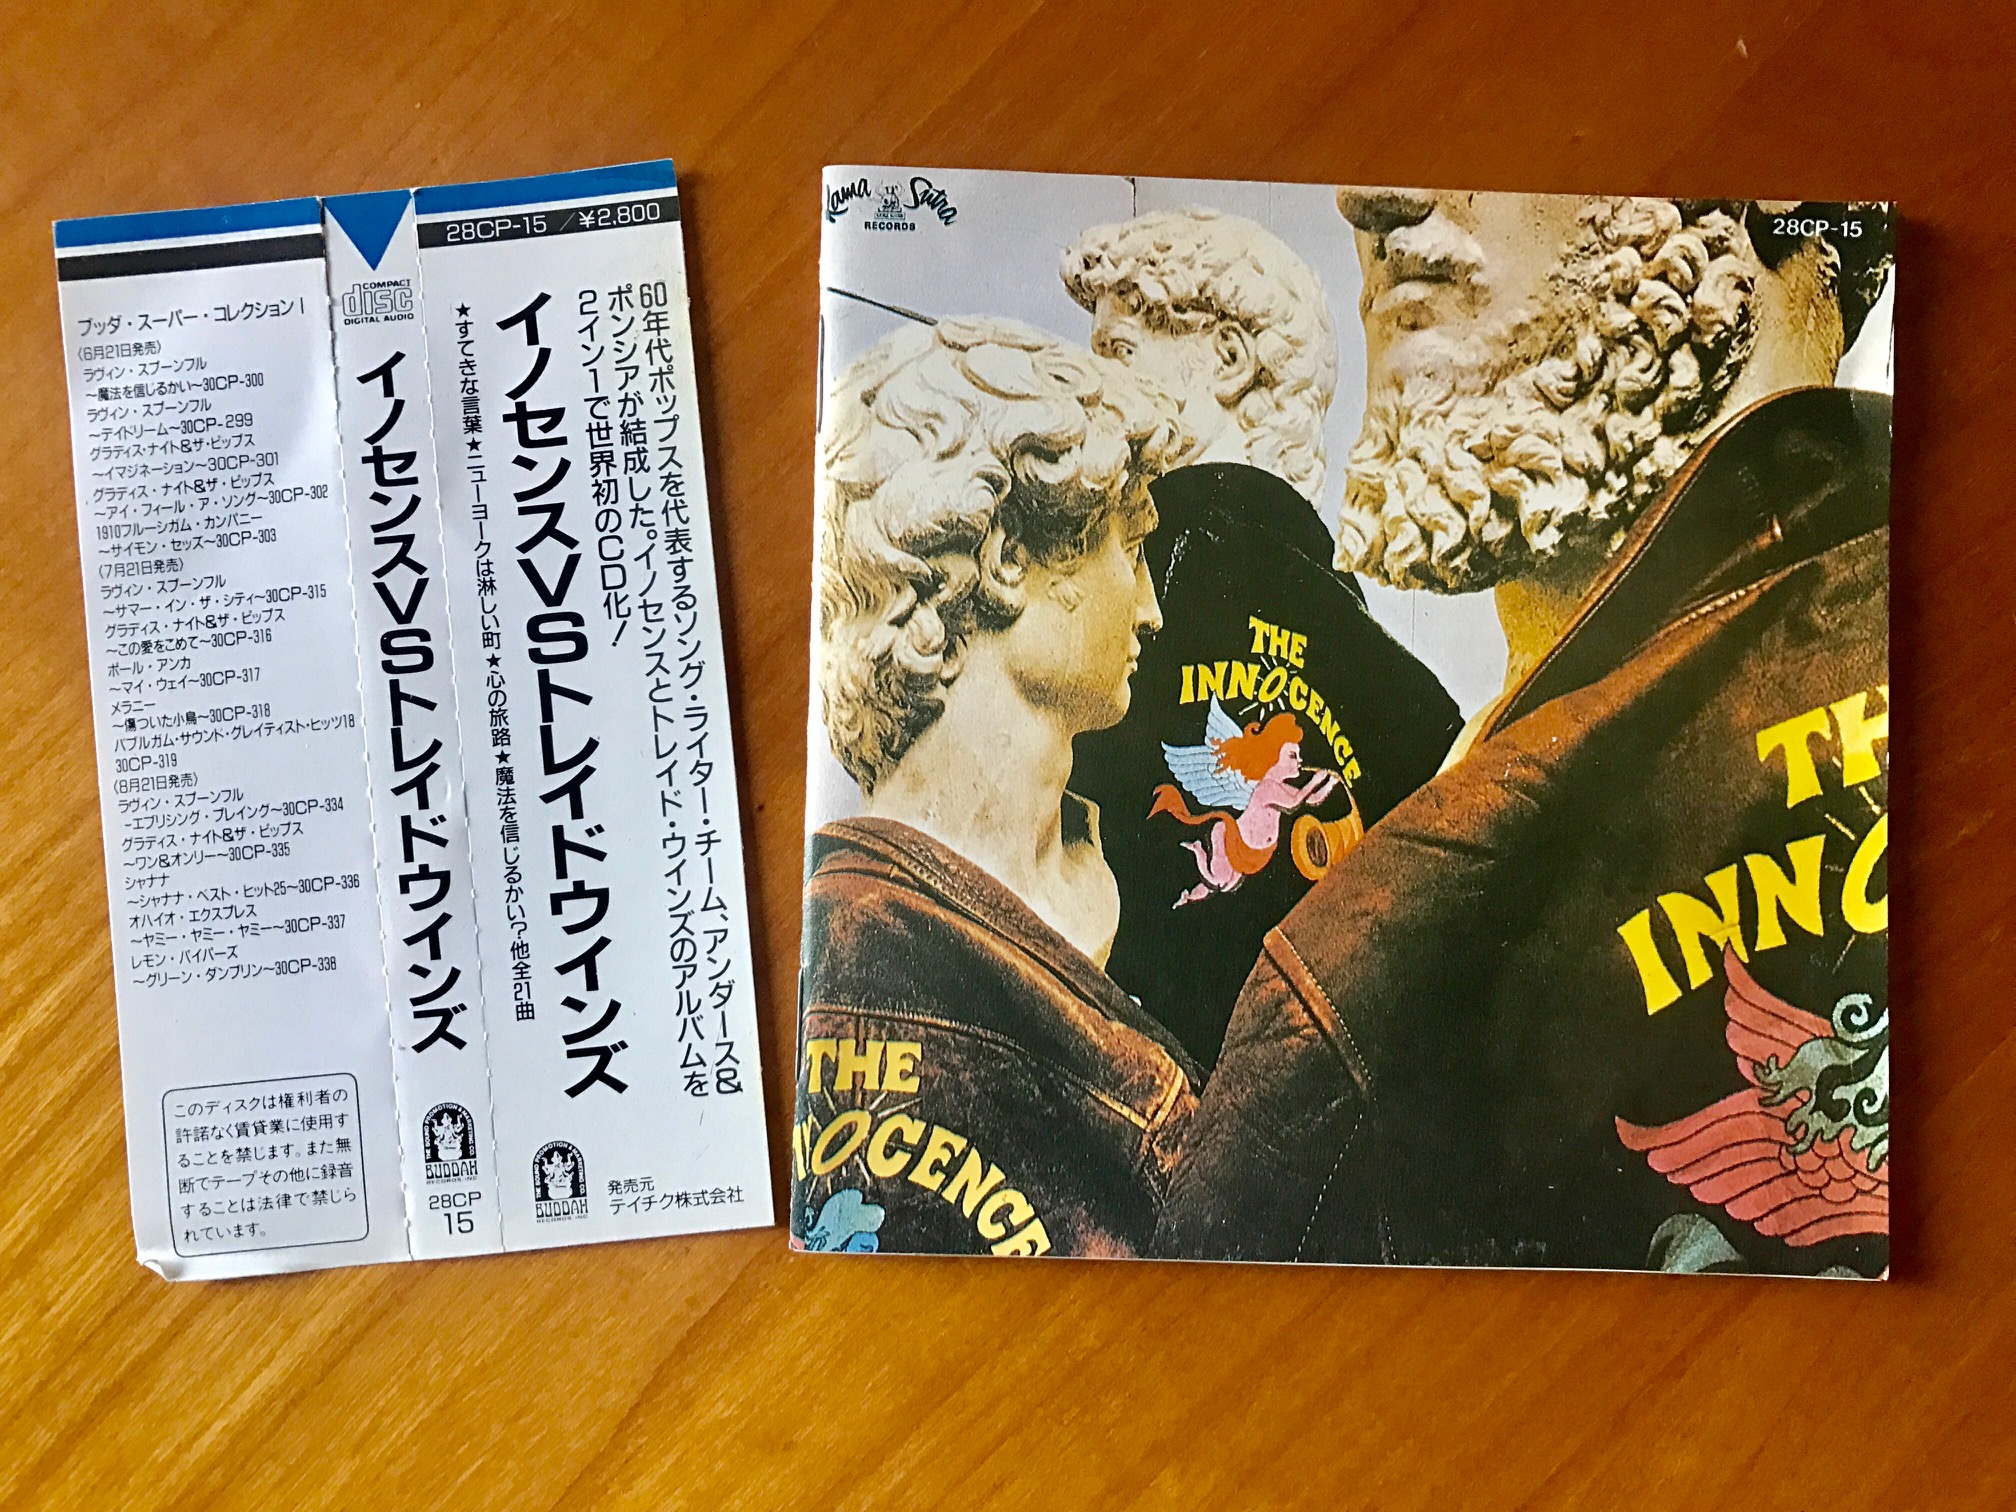 ブッダ・スーパー・コレクションⅠ
〈6月21日発売〉
ラヴィン・スプーンフル
～魔法を信じるかい～30CP-300
ラヴィン・スプーンフル
～デイドリーム～30CP-299
グラディス・ナイト&ザ・ピップス
～イマジネーション～30CP-301
グラディス・ナイト&ザ・ピップス
～アイ・フィール・ア・ソング～30CP-302
1910フルーツガム・カンパニー
～サイモン・セッズ～30CP-303
〈7月21日発売〉
ラヴィン・スプーンフル
～サマー・イン・ザ・シティ～30CP-315
グラディス・ナイト&ザ・ピップス
～この愛をこめて～30CP-316
ポール・アンカ
～マイ・ウェイ～30CP-317
メラニー
～傷ついた小鳥～30CP-318
バブルガム・サウンド・グレイティスト・ヒッツ18
30CP-319
〈8月21日発売〉
ラヴィン・スプーンフル
-エブリシング・プレイング～30CP-334
グラディス・ナイト&ザ・ピップス
～ワン&オンリー～30CP-335
シャナナ
～シャナナ・ベスト・ヒット25～30CP-336
オハイオ・エクスプレス
～ヤミー・ヤミー・ヤミー～30CP-337
レモン・パイパーズ
～グリーン・タンブリン～30CP-338
このディスクは権利者の
許諾なく賃貸業に使用す
ることを禁じます。また無
断でテープその他に録音
することは法律で禁じら
れています。
COMPACT
disc
DIGITAL AUDIO
イノセンスVSトレイドウインズ
THE SOUND PROMOTION & MARKETING CO.
BUDDAH
RECORDS, INC.
28CP
15
28CP-15 / ¥2.800
60年代ポップスを代表するソング・ライター・チーム、アンダース&
ポンシアが結成した。イノセンスとトレイド・ウインズのアルバムを
2イン1で世界初のCD化!
イノセンスVSトレイドウインズ
★すてきな言葉★ニューヨークは淋しい町★心の旅路★魔法を信じるかい?他全21曲
THE SOUND PROMOTION & MARKETING CO.
BUDDAH
RECORDS, INC.
発売元
テイチク株式会社
Kama Sutra
RECORDS
28CP-15
THE
INNOCENCE
TH
INNO
THE
NOCENCE